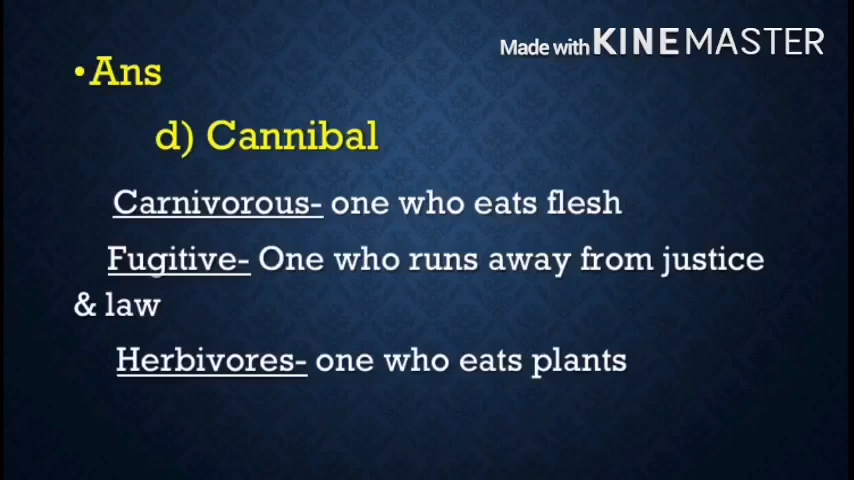 Made with KINEMASTER
•Ans
d) Cannibal
Carnivorous- one who eats flesh
Fugitive- One who runs away from justice
& law
Herbivores- one who eats plants